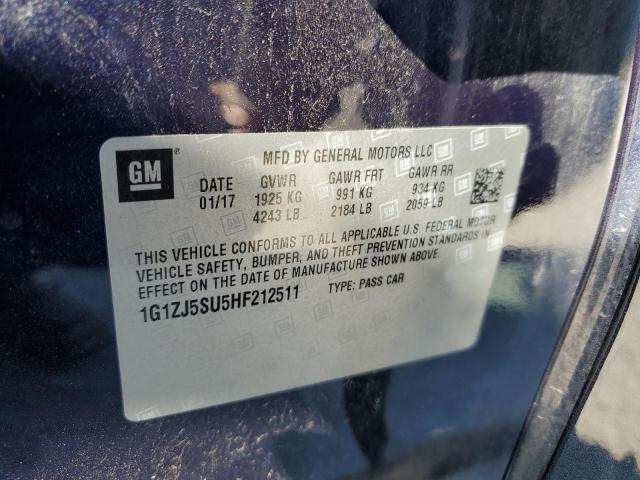 GM
MFD BY GENERAL MOTORS LLC
DATE GVWR GAWR FRT GAWR RR
01/17 1925 KG 991 KG 934 KG
4243 LB 2184 LB 2059 LB
THIS VEHICLE CONFORMS TO ALL APPLICABLE U.S. FEDERAL MOTOR
VEHICLE SAFETY, BUMPER, AND THEFT PREVENTION STANDARDS IN
EFFECT ON THE DATE OF MANUFACTURE SHOWN ABOVE.
1G1ZJ5SU5HF212511 TYPE: PASS CAR